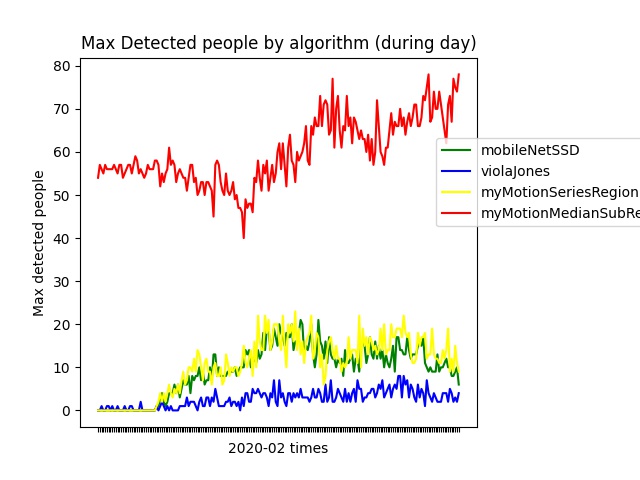 Max Detected people by algorithm (during day)
Max detected people
80
70
60
50
40
30
20
10
0
2020-02 times
mobileNetSSD
violaJones
myMotionSeriesRegion
myMotionMedianSubRe